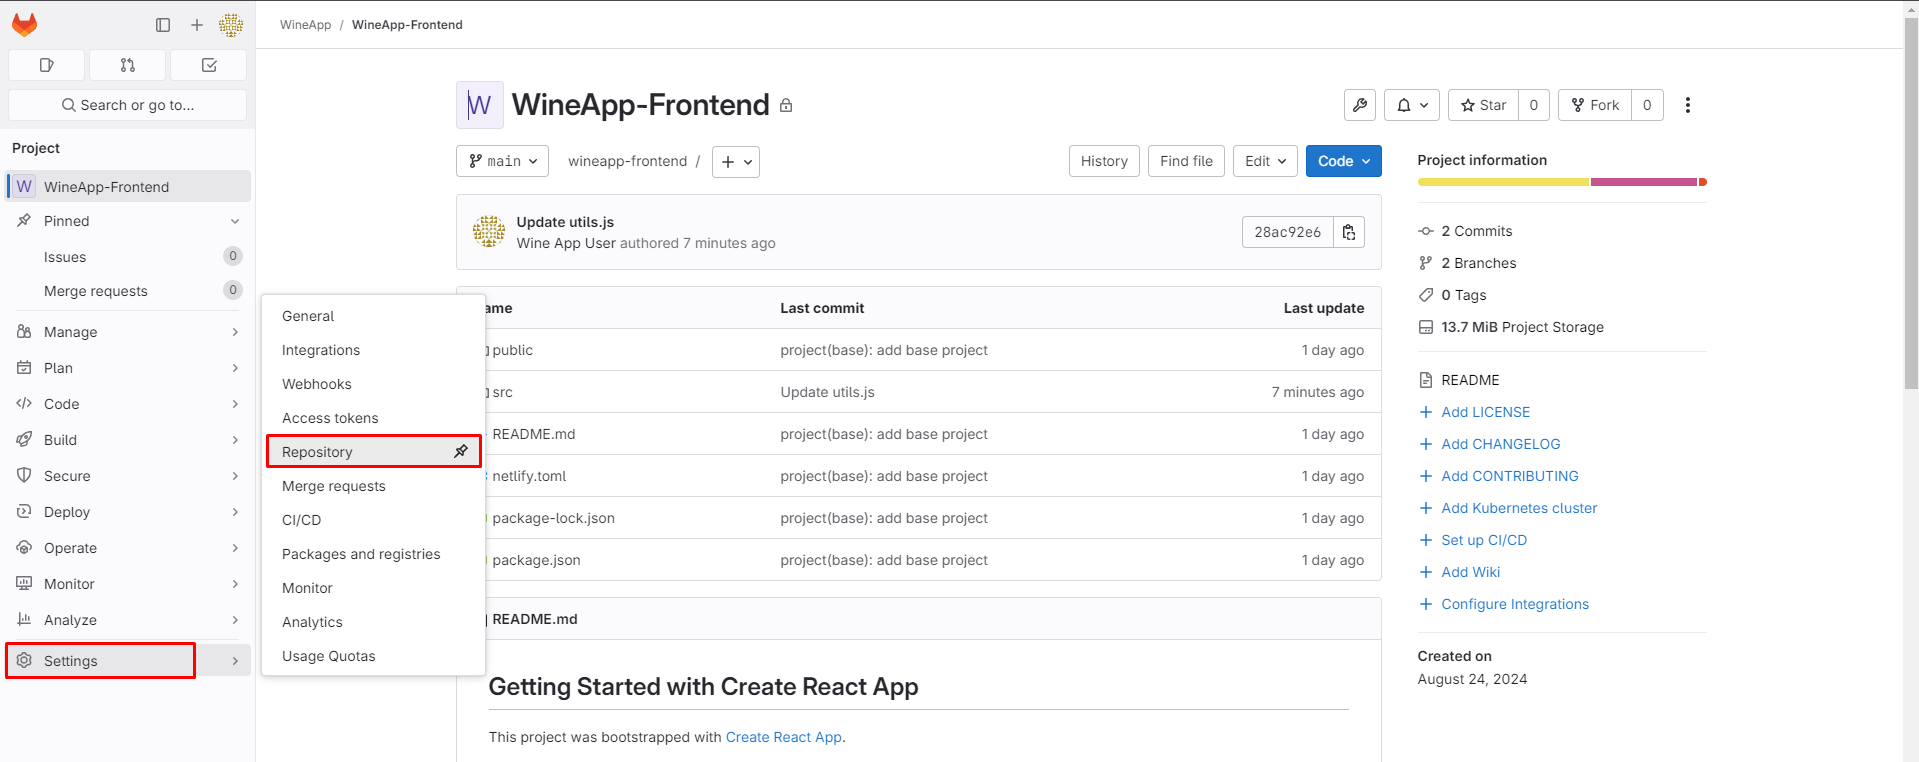 WineApp / WineApp-Frontend
Search or go to...
Project
W WineApp-Frontend
Pinned
Issues 0
Merge requests 0
Manage
Plan
Code
Build
Secure
Deploy
Operate
Monitor
Analyze
Settings
General
Integrations
Webhooks
Access tokens
Repository
Merge requests
CI/CD
Packages and registries
Monitor
Analytics
Usage Quotas
W WineApp-Frontend
Star 0
Fork 0
main
wineapp-frontend /
History
Find file
Edit
Code
Update utils.js
Wine App User authored 7 minutes ago
28ac92e6
ame Last commit Last update
public project(base): add base project 1 day ago
src Update utils.js 7 minutes ago
README.md project(base): add base project 1 day ago
netlify.toml project(base): add base project 1 day ago
package-lock.json project(base): add base project 1 day ago
package.json project(base): add base project 1 day ago
README.md
Getting Started with Create React App
This project was bootstrapped with Create React App.
Project information
2 Commits
2 Branches
0 Tags
13.7 MiB Project Storage
README
Add LICENSE
Add CHANGELOG
Add CONTRIBUTING
Add Kubernetes cluster
Set up CI/CD
Add Wiki
Configure Integrations
Created on
August 24, 2024